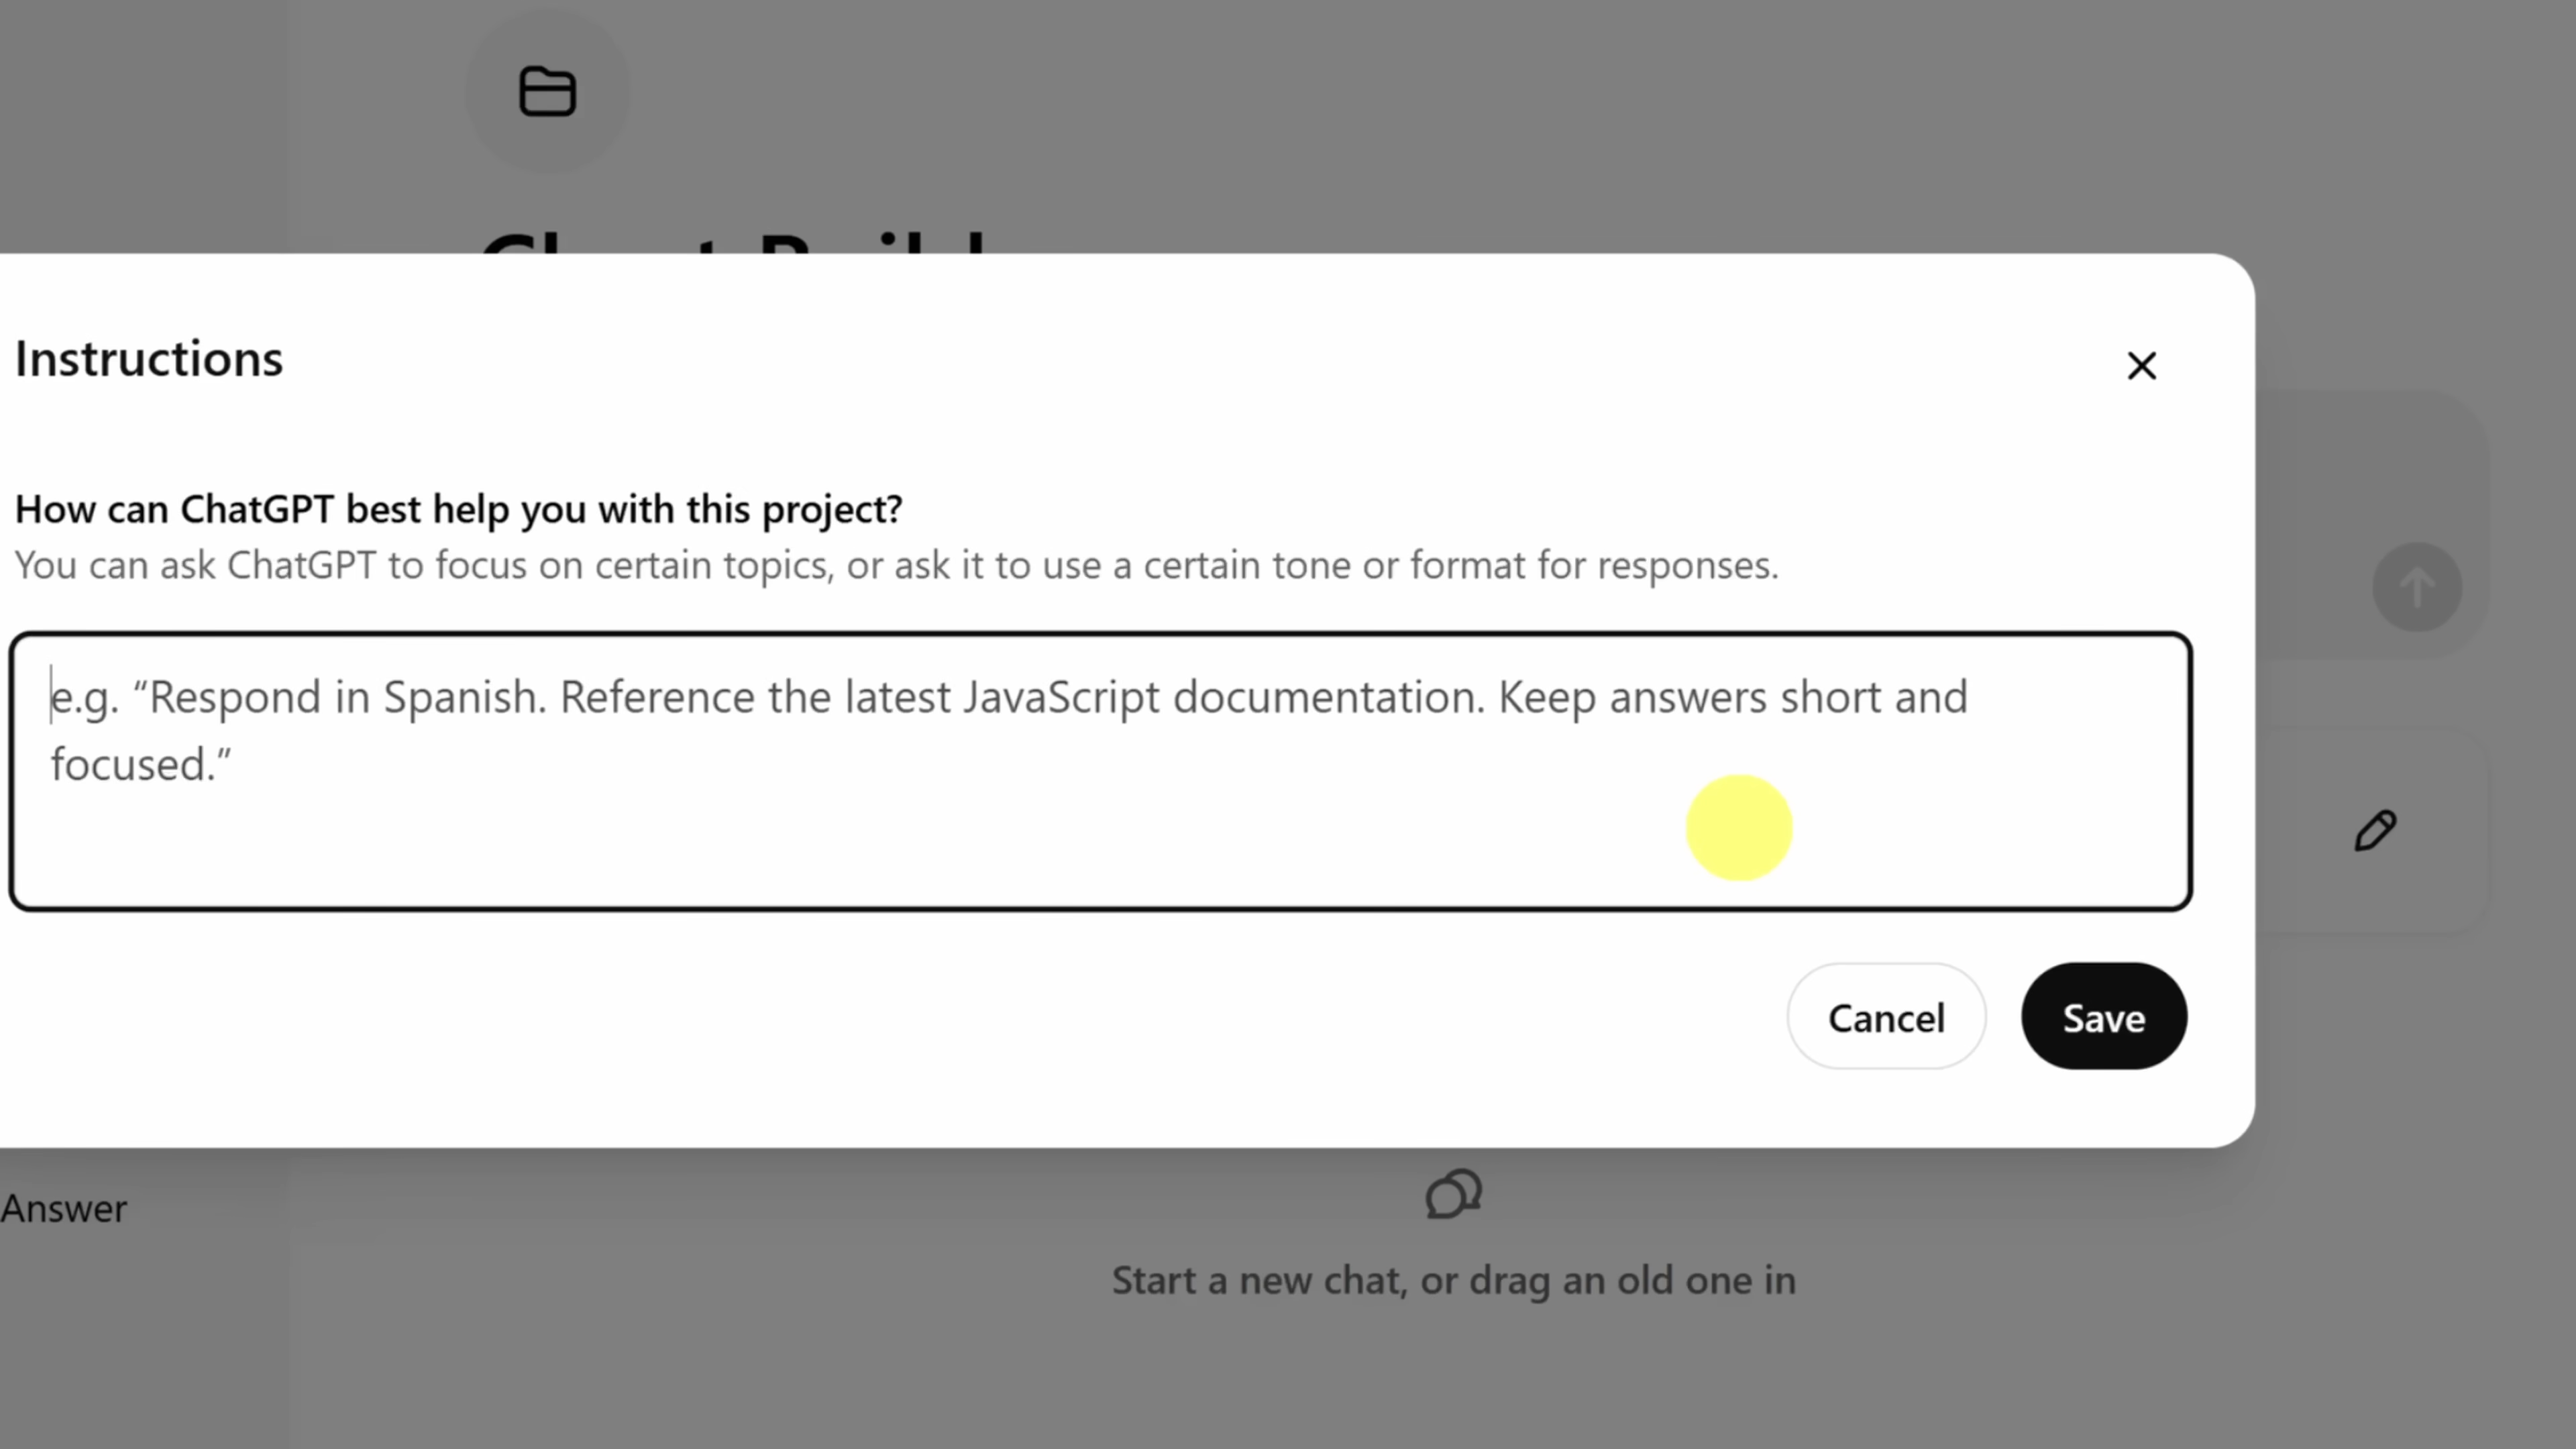 Instructions
How can ChatGPT best help you with this project?
You can ask ChatGPT to focus on certain topics, or ask it to use a certain tone or format for responses.
e.g. “Respond in Spanish. Reference the latest JavaScript documentation. Keep answers short and
focused.”
Cancel
Save
Answer
Start a new chat, or drag an old one in